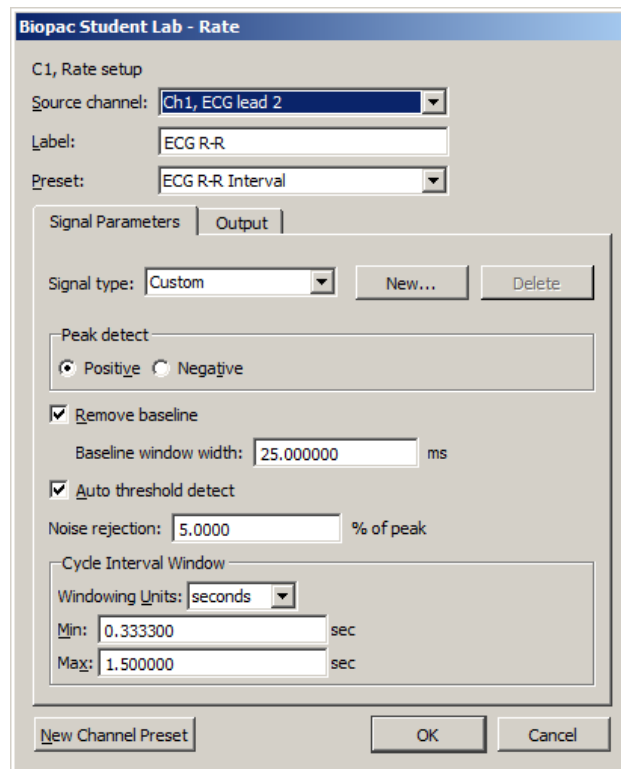 Biopac Student Lab - Rate
C1, Rate setup
Source channel: Ch1, ECG lead 2
Label: ECG R-R
Preset: ECG R-R Interval
Signal Parameters Output
Signal type: Custom New... Delete
Peak detect
Positive Negative
Remove baseline
Baseline window width: 25.000000 ms
Auto threshold detect
Noise rejection: 5.0000 % of peak
Cycle Interval Window
Windowing Units: seconds
Min: 0.333300 sec
Max: 1.500000 sec
New Channel Preset OK Cancel